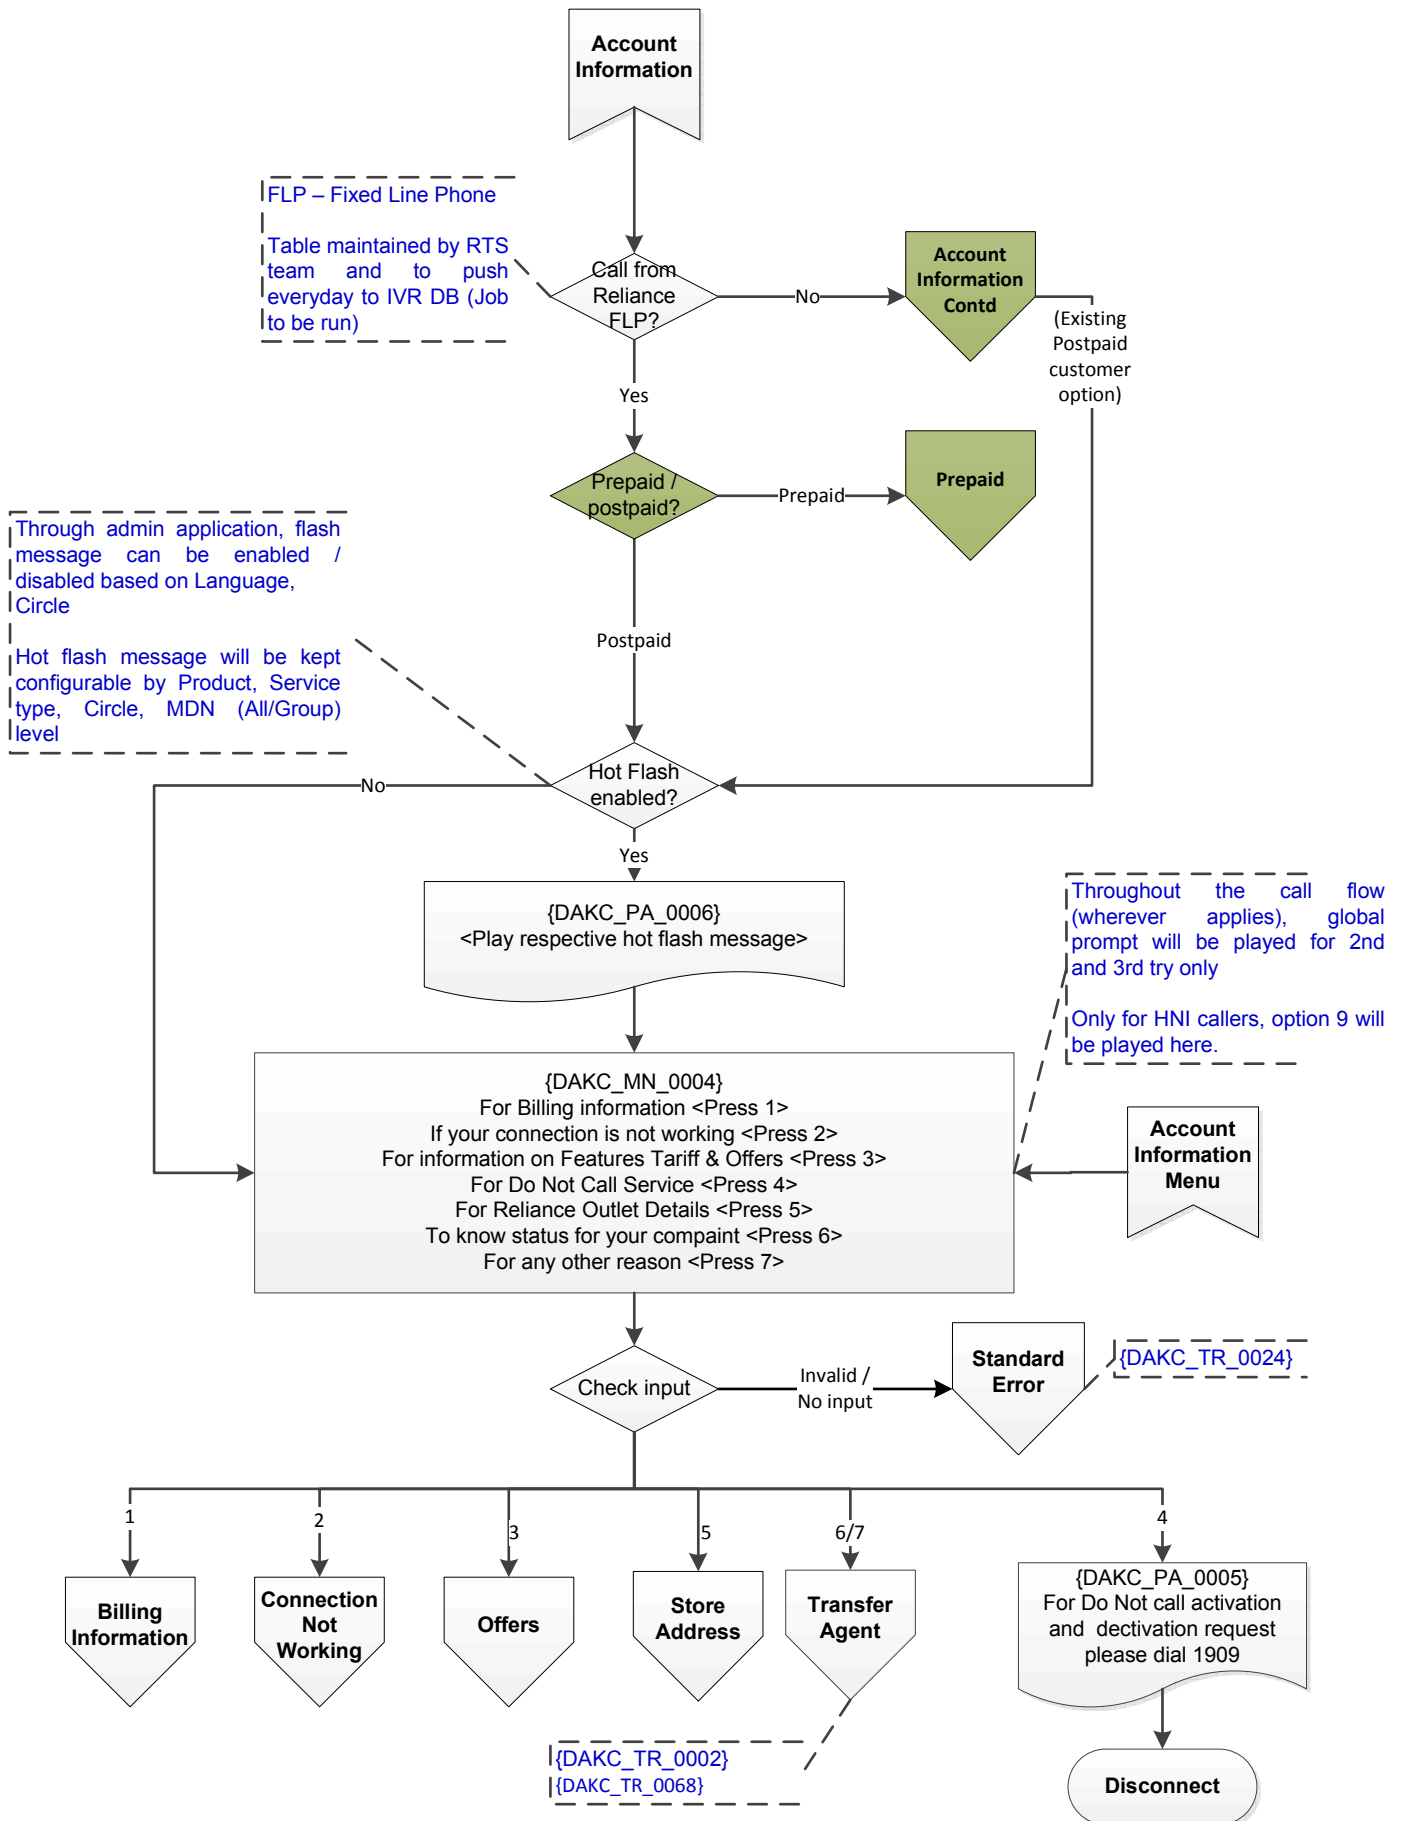 Account
Information
FLP – Fixed Line Phone
Table maintained by RTS
team and to push
everyday to IVR DB (Job
to be run)
Call from
Reliance
FLP?
No
Account
Information
Contd
(Existing
Postpaid
customer
option)
Yes
Prepaid /
postpaid?
Prepaid
Prepaid
Through admin application, flash
message can be enabled /
disabled based on Language,
Circle
Hot flash message will be kept
configurable by Product, Service
type, Circle, MDN (All/Group)
level
Postpaid
Hot Flash
enabled?
No
Yes
{DAKC_PA_0006}
<Play respective hot flash message>
Throughout the call flow
(wherever applies), global
prompt will be played for 2nd
and 3rd try only
Only for HNI callers, option 9 will
be played here.
{DAKC_MN_0004}
For Billing information <Press 1>
If your connection is not working <Press 2>
For information on Features Tariff & Offers <Press 3>
For Do Not Call Service <Press 4>
For Reliance Outlet Details <Press 5>
To know status for your compaint <Press 6>
For any other reason <Press 7>
Account
Information
Menu
Check input
Invalid /
No input
Standard
Error
{DAKC_TR_0024}
1
2
3
5
6/7
4
Billing
Information
Connection
Not
Working
Offers
Store
Address
Transfer
Agent
{DAKC_PA_0005}
For Do Not call activation
and dectivation request
please dial 1909
{DAKC_TR_0002}
{DAKC_TR_0068}
Disconnect